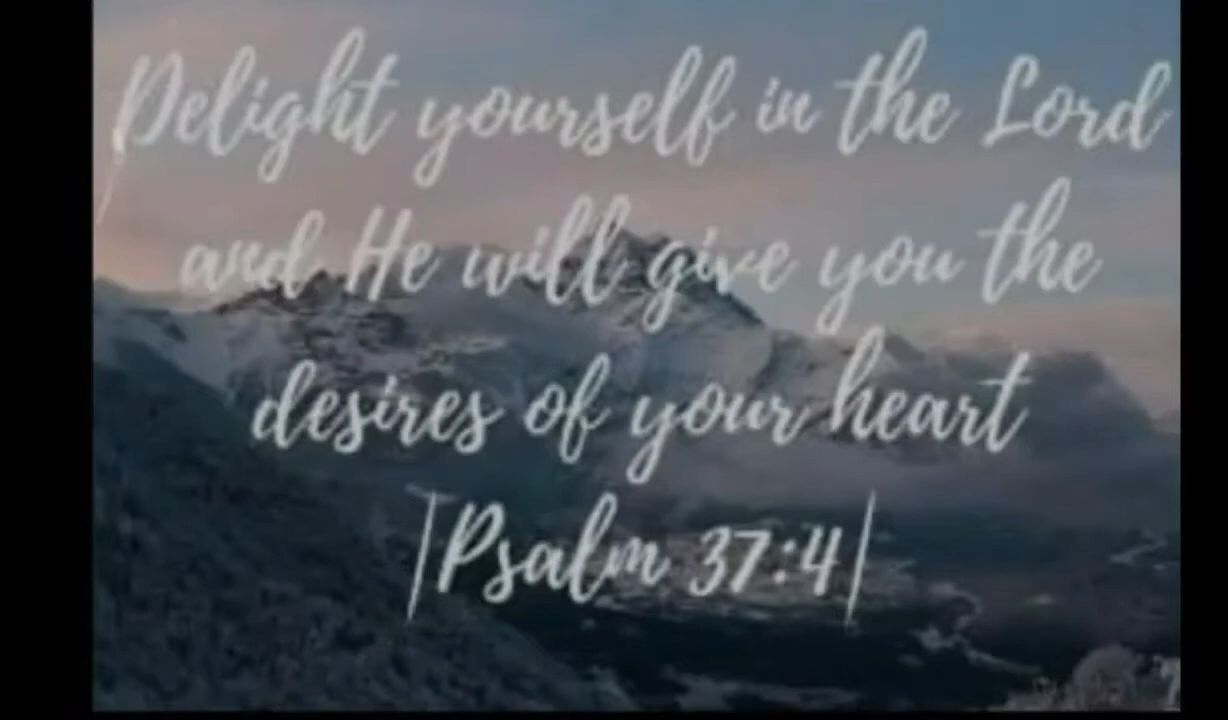 Delight yourself in the Lord
and He will give you the
desires of your heart
|Psalm 37:4|